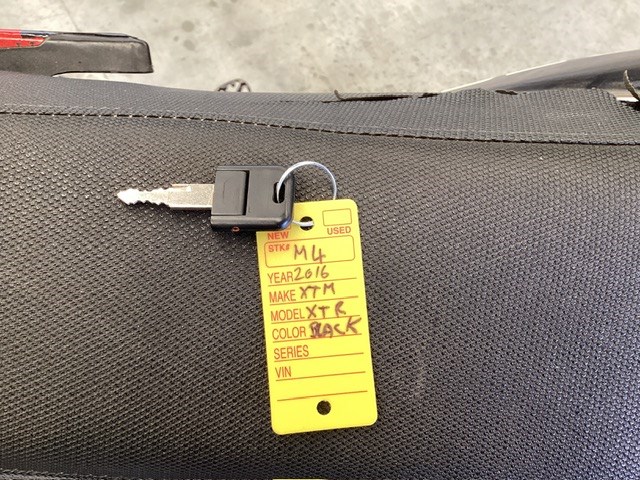 NEW USED
STK# M4
YEAR 2016
MAKE XTM
MODEL XTR
COLOR BLACK
SERIES
VIN